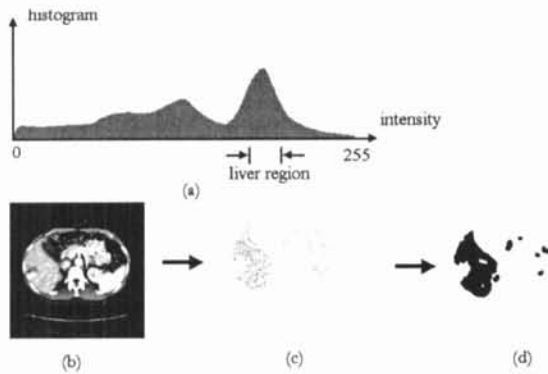 histogram
intensity
0
255
liver region
(a)
(b)
(c)
(d)